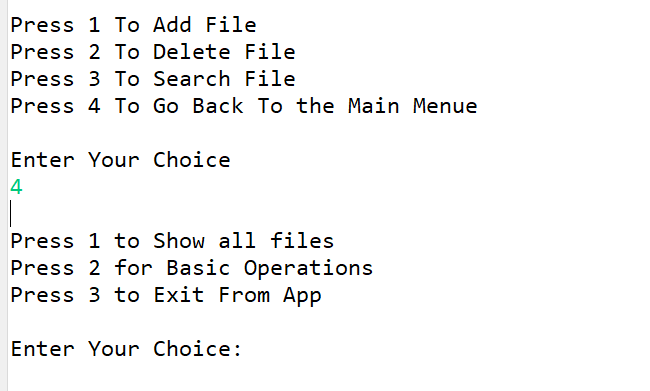 Press 1 To Add File
Press 2 To Delete File
Press 3 To Search File
Press 4 To Go Back To the Main Menue
Enter Your Choice
4
Press 1 to Show all files
Press 2 for Basic Operations
Press 3 to Exit From App
Enter Your Choice: